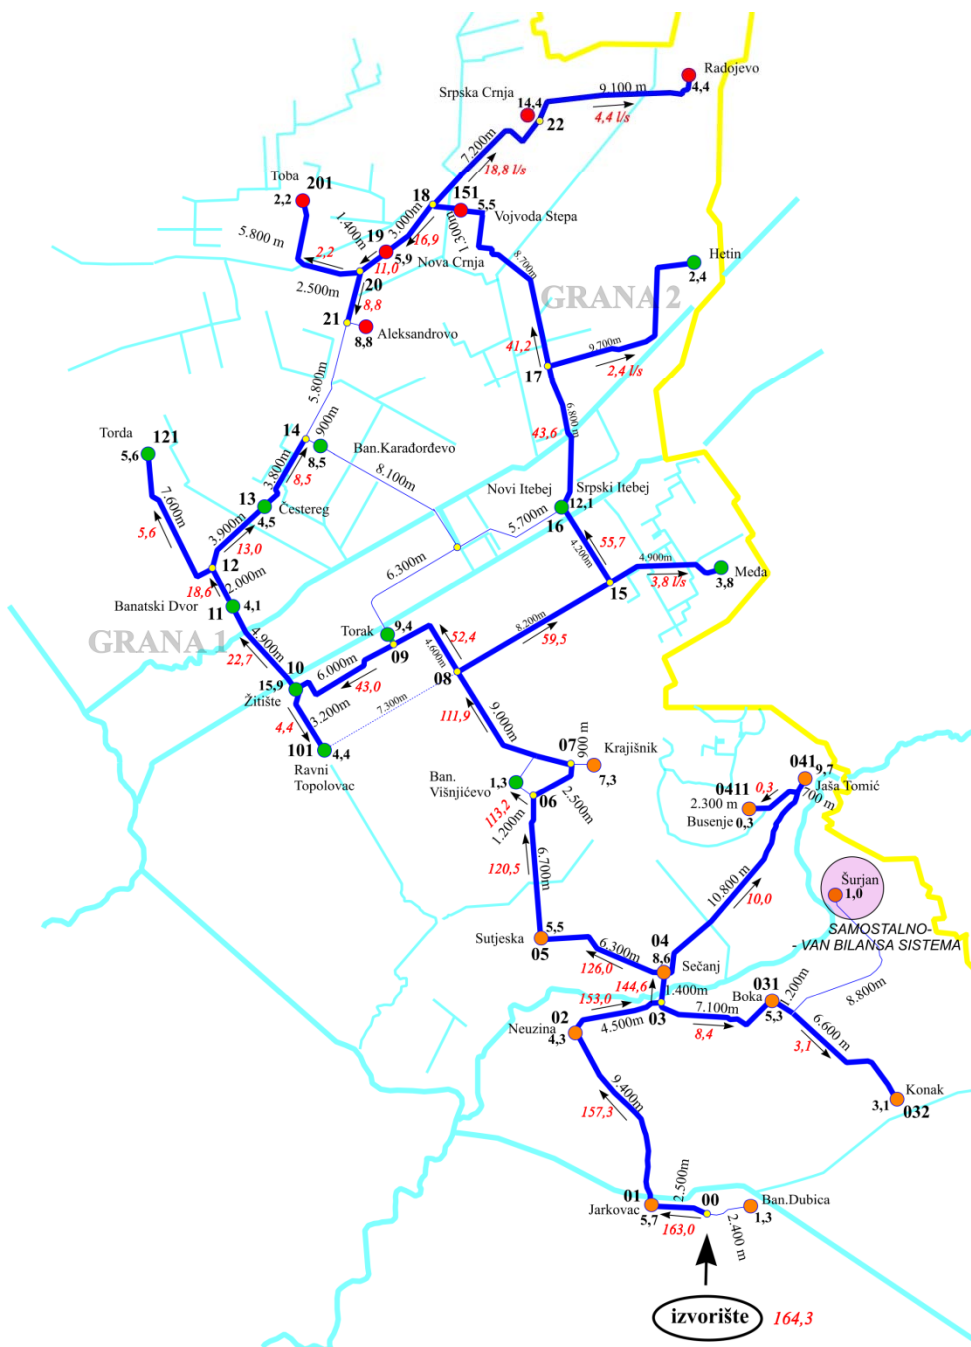 Radojevo
4,4
9.100 m
4,4 l/s
Srpska Crnja
14,4
22
7.200m
18,8 l/s
Toba
201
2,2
18
151
5,5
Vojvoda Stepa
3.000m
16,9
1.300m
1.400m
19
5,9
Nova Crnja
11,0
5.800 m
2,2
2.500m
20
8,8
21
Aleksandrovo
8,8
8.700m
Hetin
2,4
GRANA 2
41,2
9.700m
2,4 l/s
17
5.800m
6.800 m
43,6
14
900m
Ban.Karađorđevo
8,5
Torda
121
5,6
3.800m
8,5
8.100m
13
4,5
Čestereg
Novi Itebej
Srpski Itebej
12,1
16
5.700m
7.600m
5,6
3.900m
13,0
55,7
4.200m
4.900m
3,8 l/s
Međa
3,8
6.300m
12
18,6
2.000m
15
Banatski Dvor
11
4,1
GRANA 1
Torak
9,4
09
52,4
4.600m
8.200m
59,5
4.900m
22,7
6.000m
43,0
08
10
15,9
Žitište
4,4
3.200m
7.300m
101
4,4
Ravni
Topolovac
111,9
9.000m
07
900 m
Krajišnik
7,3
Ban.
Višnjićevo
1,3
06
2.500m
113,2
1.200m
041
9,7
Jaša Tomić
0411
0,3
2.300 m
700 m
Busenje
0,3
120,5
6.700m
10.800 m
10,0
Šurjan
1,0
SAMOSTALNO-
- VAN BILANSA SISTEMA
Sutjeska
5,5
05
6.300m
126,0
04
8,6
Sečanj
144,6
1.400m
153,0
4.500m
03
7.100m
8,4
031
Boka
5,3
1.200m
8.800m
02
Neuzina
4,3
6.600 m
3,1
Konak
3,1
032
9.400m
157,3
01
Jarkovac
5,7
2.500m
163,0
00
Ban.Dubica
1,3
2.400 m
izvorište
164,3